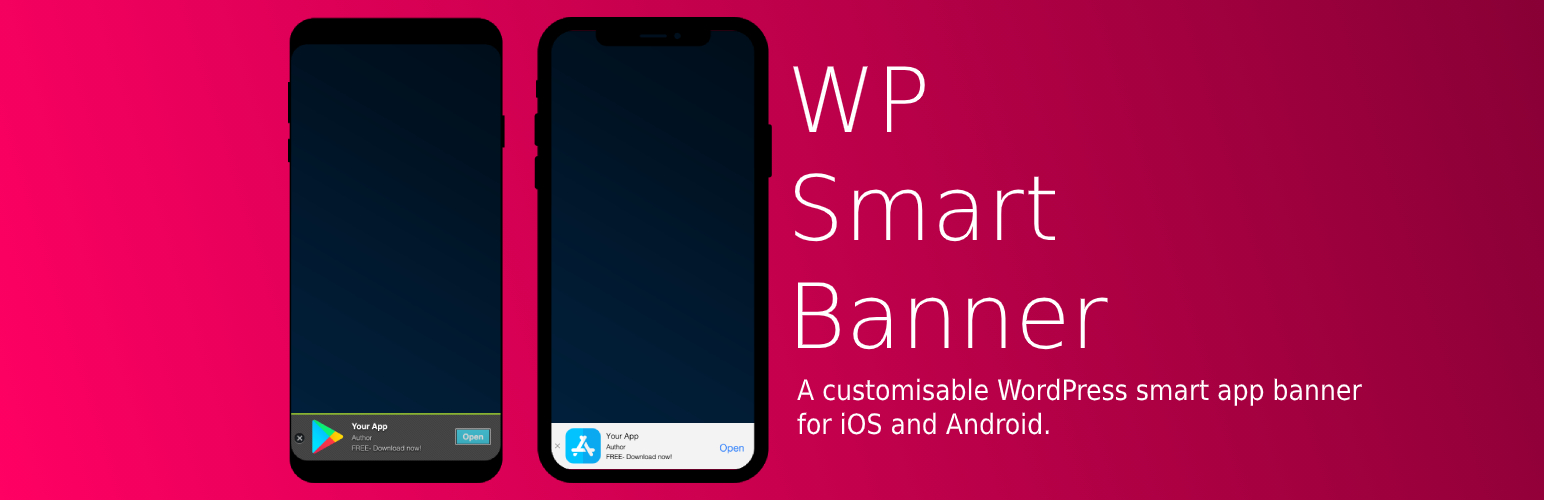 WP
Smart
Banner
A customisable WordPress smart app banner
for iOS and Android.
Your App
Author
FREE- Download now!
Open
Your App
Author
FREE- Download now!
Open